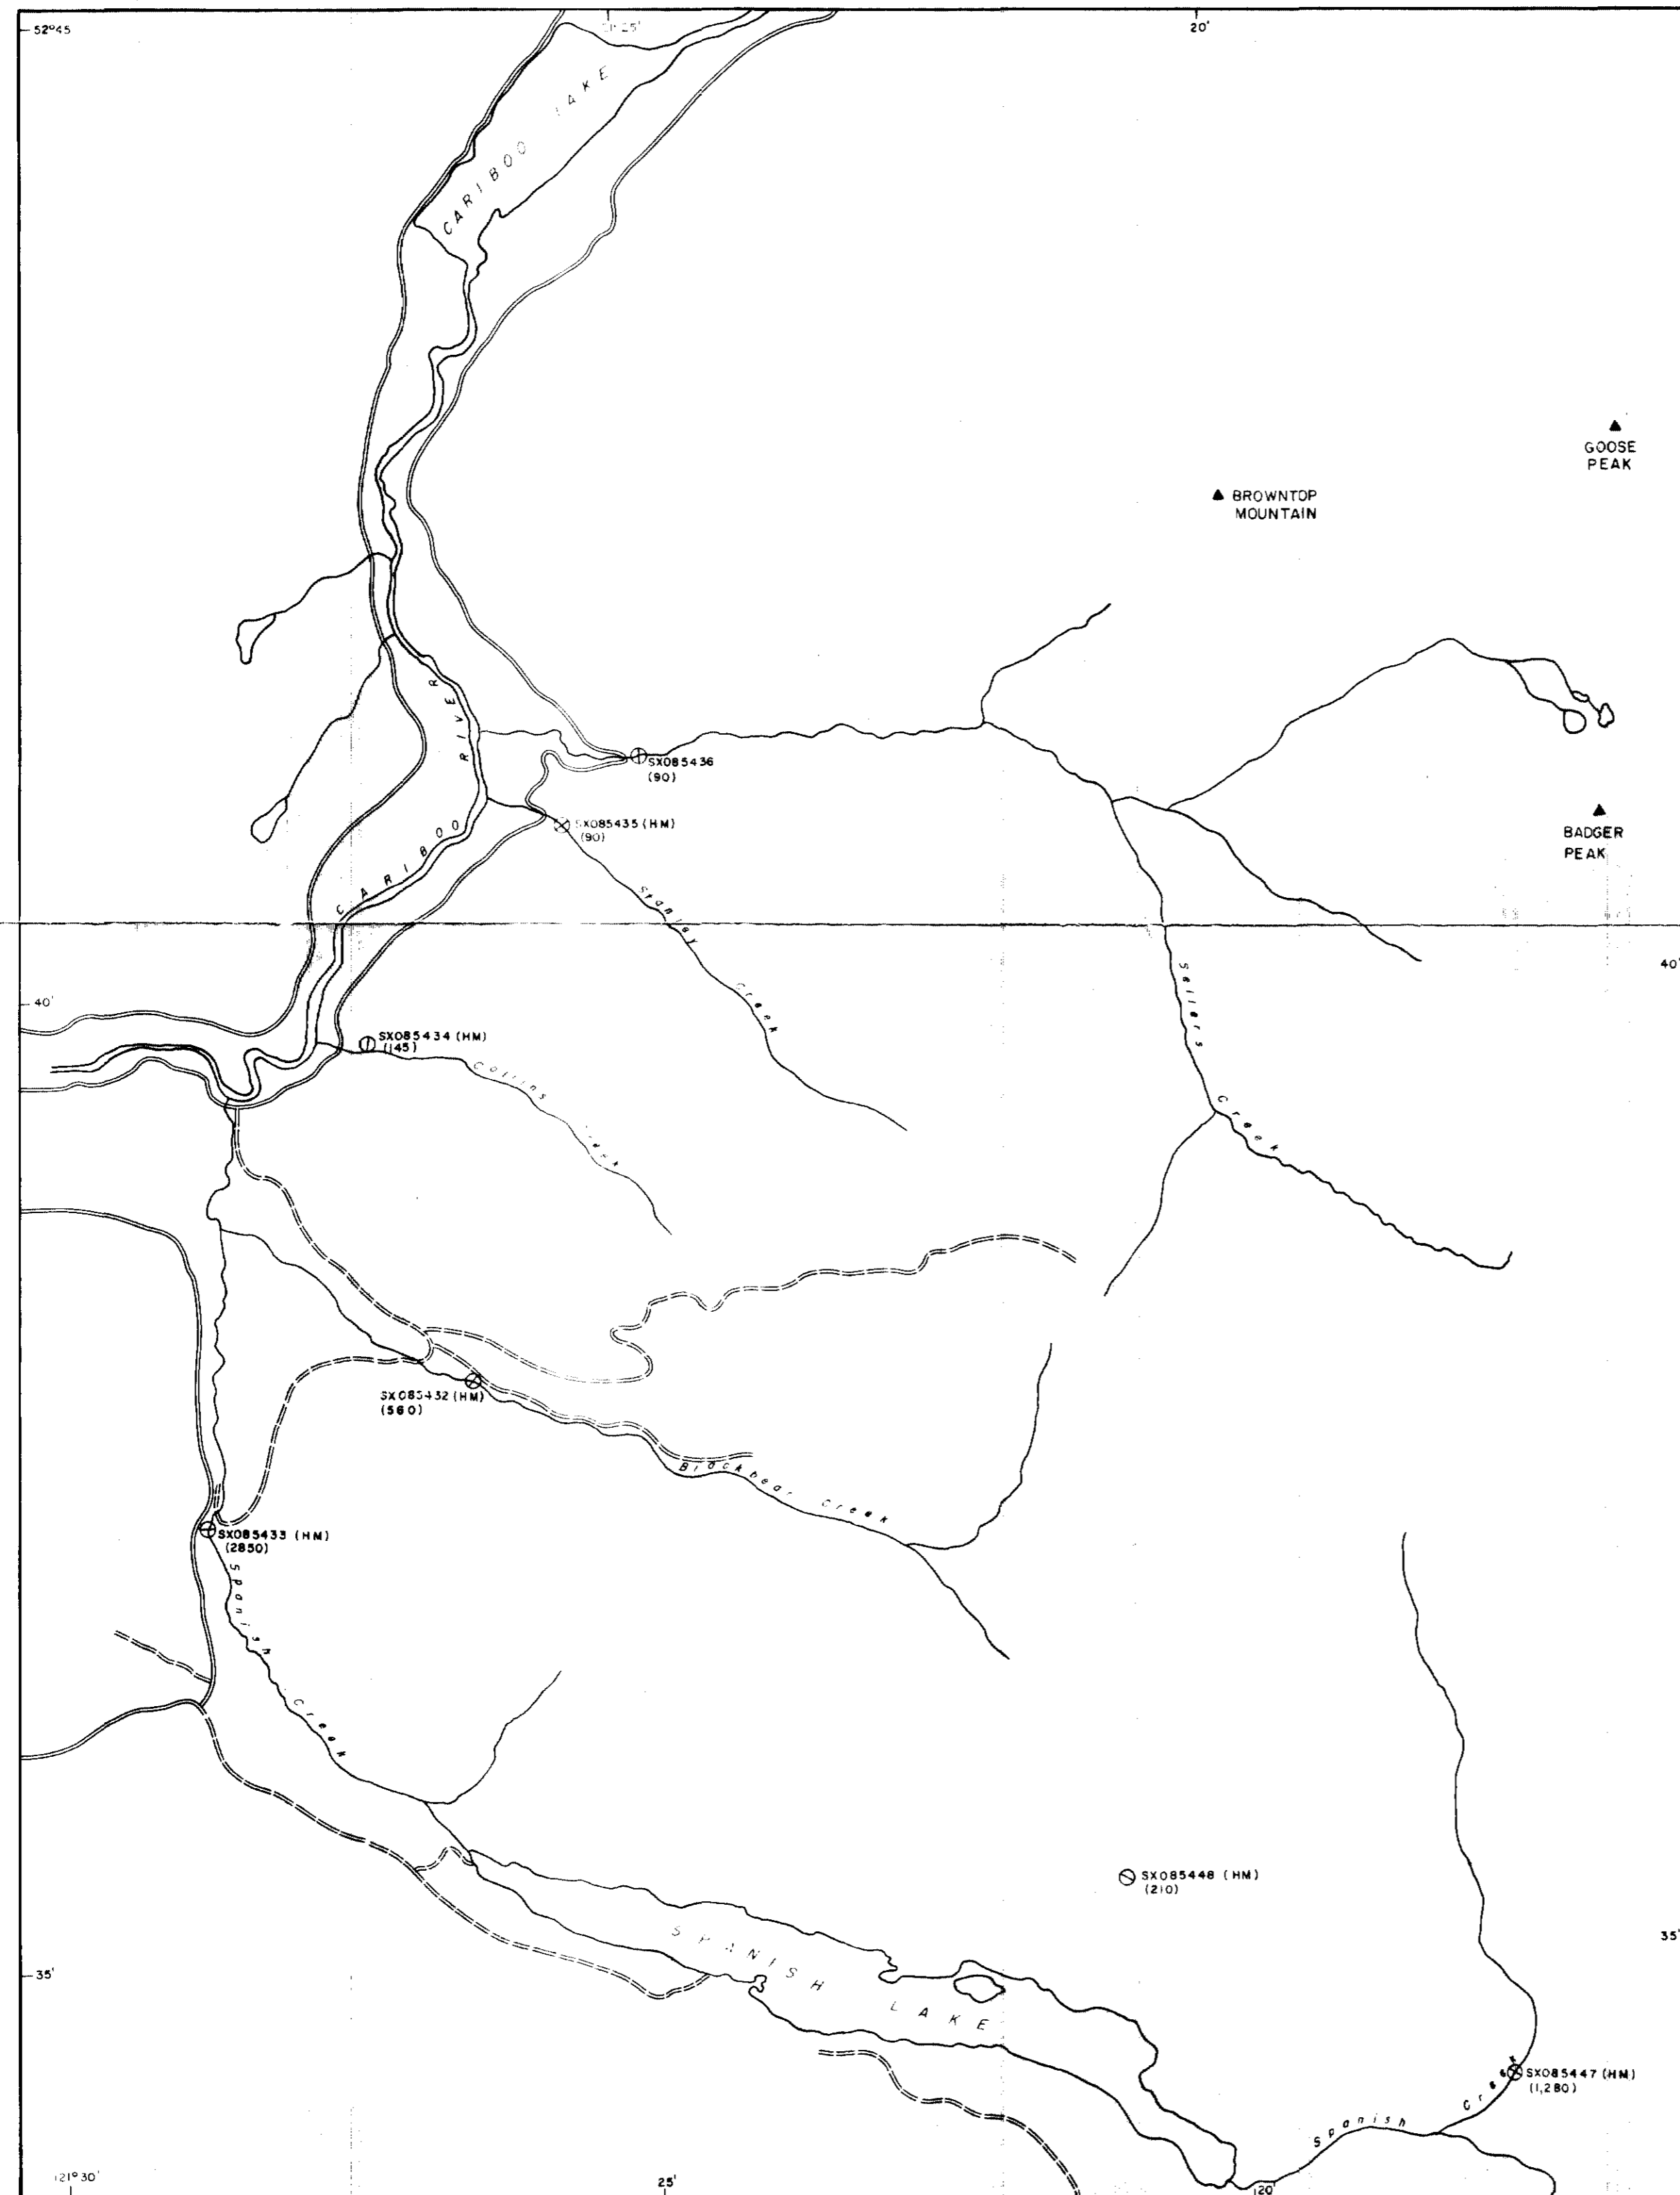 52°45
20'
CARIBOO LAKE
GOOSE
PEAK
BROWNTOP
MOUNTAIN
RIVER
SX085436
(90)
SX085435 (HM)
(90)
BADGER
PEAK
CARIBOO
Stanley
Creek
Sellers
Creek
40'
40'
SX085434 (HM)
(145)
Collins
SX085432 (HM)
(560)
Blackbear Creek
SX085433 (HM)
(2850)
Spanish
Creek
SX085448 (HM)
(210)
SPANISH LAKE
35'
35'
SX085447 (HM)
(1,280)
Spanish Creek
121°30'
25'
120'